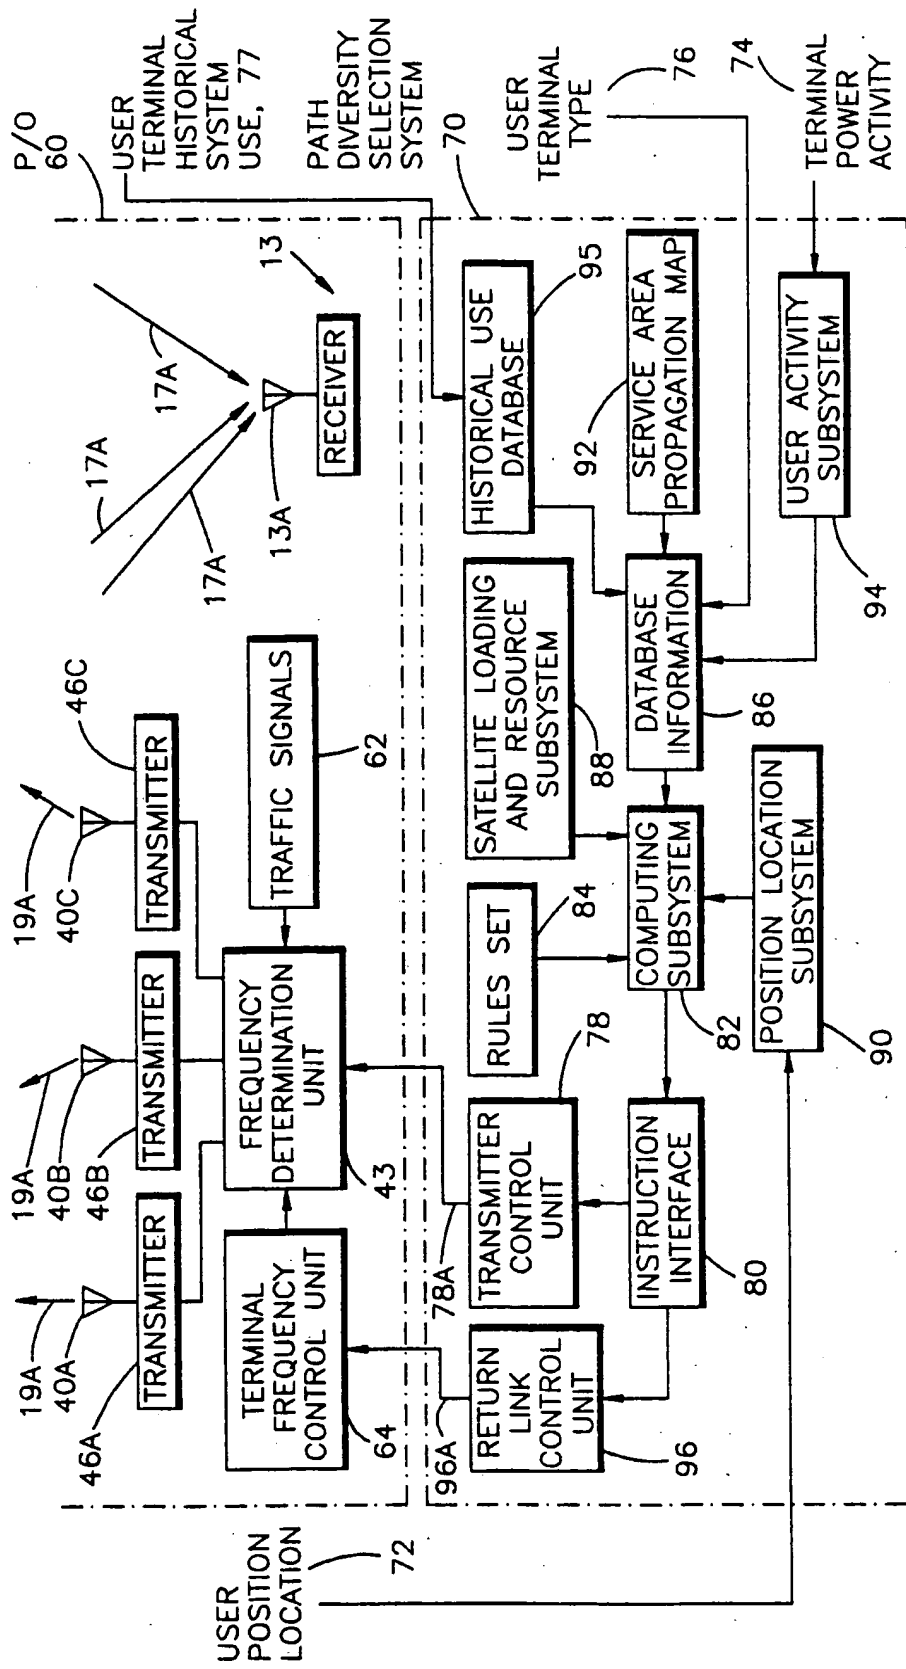 P/O
60
USER
TERMINAL
HISTORICAL
SYSTEM
USE, 77
PATH
DIVERSITY
SELECTION
SYSTEM
70
USER
TERMINAL
TYPE
76
74
TERMINAL
POWER
ACTIVITY
19A
40A
46A
TRANSMITTER
19A
40B
46B
TRANSMITTER
19A
40C
46C
TRANSMITTER
17A
17A
17A
13
13A
RECEIVER
TERMINAL
FREQUENCY
CONTROL UNIT
64
FREQUENCY
DETERMINATION
UNIT
43
TRAFFIC SIGNALS
62
96A
RETURN
LINK
CONTROL
UNIT
96
78A
TRANSMITTER
CONTROL
UNIT
78
RULES SET
84
SATELLITE LOADING
AND RESOURCE
SUBSYSTEM
88
HISTORICAL USE
DATABASE
95
INSTRUCTION
INTERFACE
80
COMPUTING
SUBSYSTEM
82
DATABASE
INFORMATION
86
92
SERVICE AREA
PROPAGATION MAP
POSITION LOCATION
SUBSYSTEM
90
USER ACTIVITY
SUBSYSTEM
94
USER
POSITION
LOCATION
72